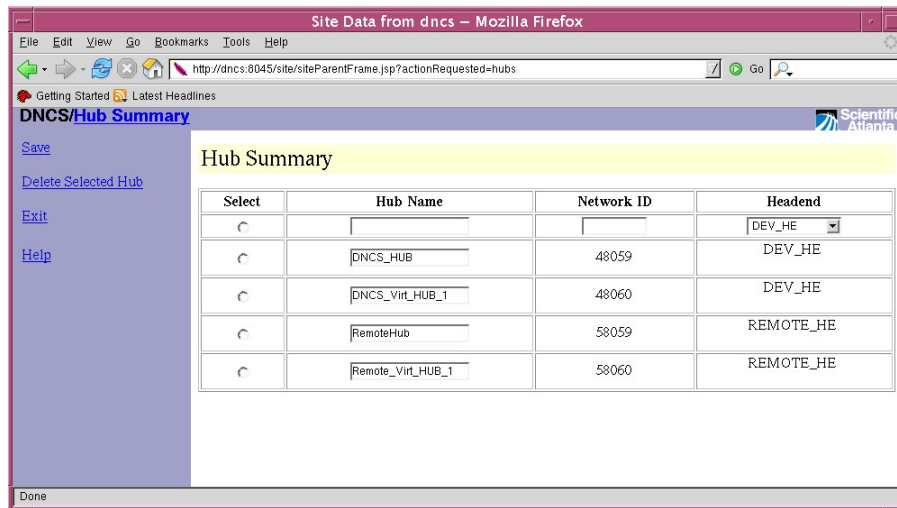 Site Data from dncs – Mozilla Firefox
File Edit View Go Bookmarks Tools Help
http://dncs:8045/site/siteParentFrame.jsp?actionRequested=hubs Go
Getting Started Latest Headlines
DNCS/Hub Summary
Scientific
Atlanta
Save
Delete Selected Hub
Exit
Help
Hub Summary
Select Hub Name Network ID Headend
DEV_HE
DNCS_HUB 48059 DEV_HE
DNCS_Virt_HUB_1 48060 DEV_HE
RemoteHub 58059 REMOTE_HE
Remote_Virt_HUB_1 58060 REMOTE_HE
Done